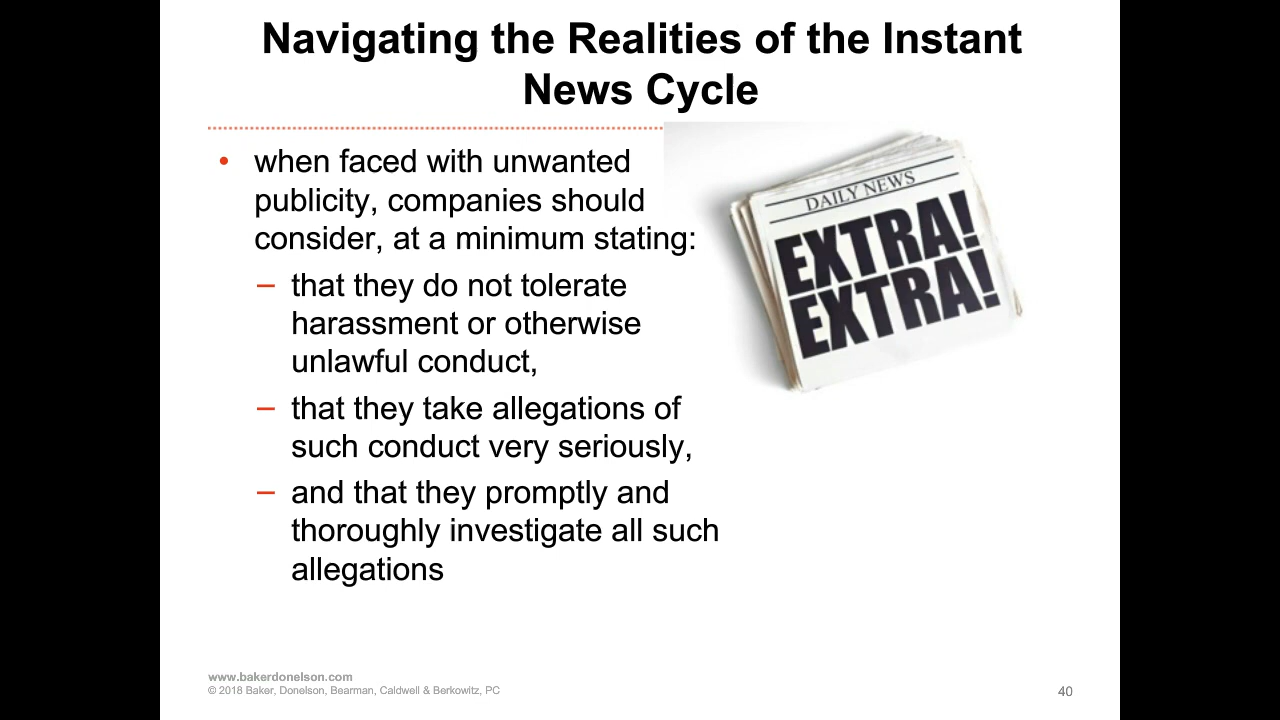 Navigating the Realities of the Instant
News Cycle
• when faced with unwanted
publicity, companies should
consider, at a minimum stating:
– that they do not tolerate
harassment or otherwise
unlawful conduct,
– that they take allegations of
such conduct very seriously,
– and that they promptly and
thoroughly investigate all such
allegations
DAILY NEWS
EXTRA!
EXTRA!
www.bakerdonelson.com
© 2018 Baker, Donelson, Bearman, Caldwell & Berkowitz, PC
40